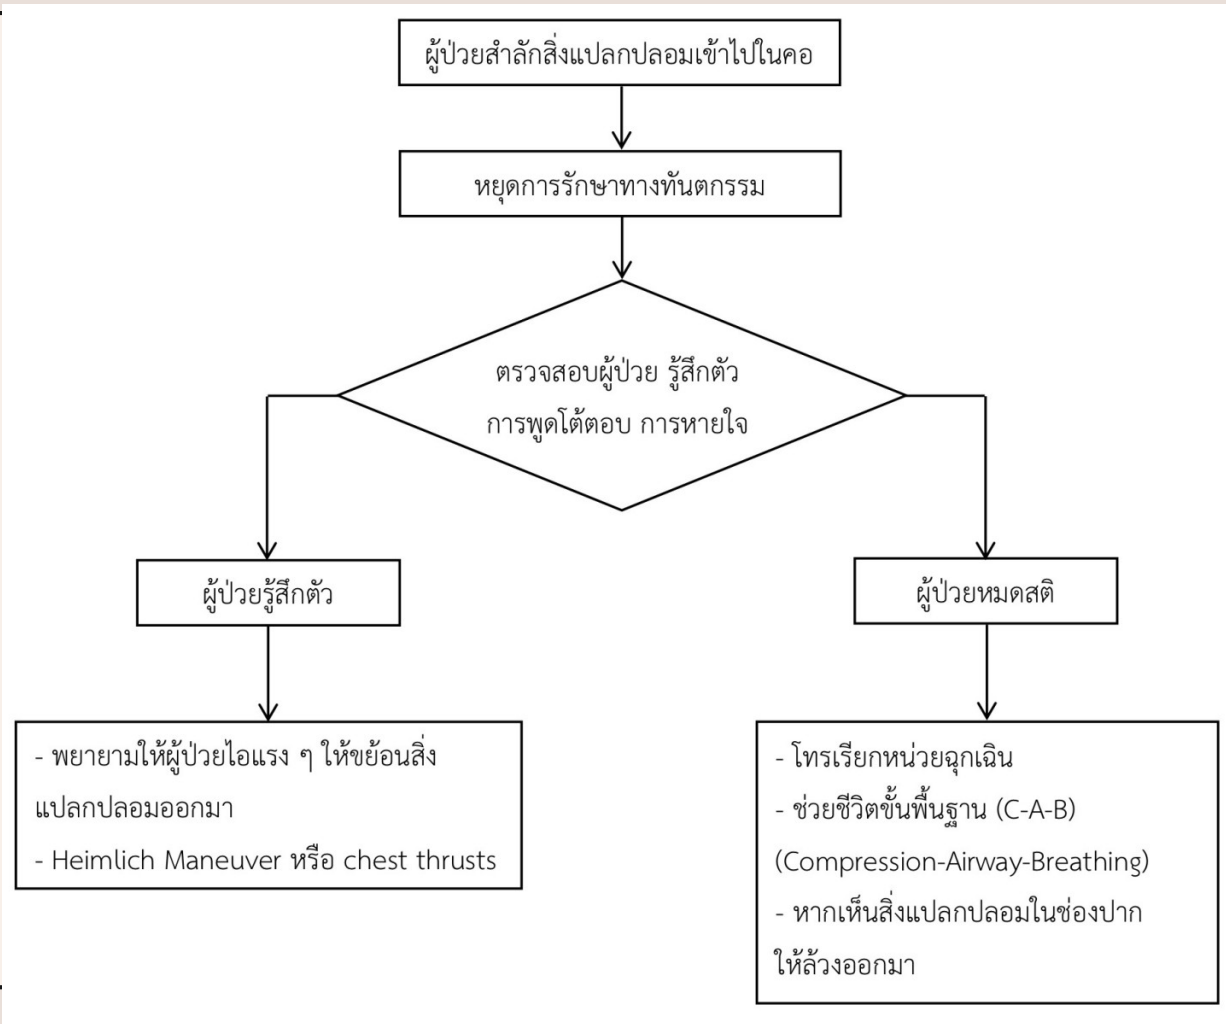 ผู้ป่วยสำลักสิ่งแปลกปลอมเข้าไปในคอ
หยุดการรักษาทางทันตกรรม
ตรวจสอบผู้ป่วย รู้สึกตัว
การพูดโต้ตอบ การหายใจ
ผู้ป่วยรู้สึกตัว
- พยายามให้ผู้ป่วยไอแรง ๆ ให้ขย้อนสิ่ง
แปลกปลอมออกมา
- Heimlich Maneuver หรือ chest thrusts
ผู้ป่วยหมดสติ
- โทรเรียกหน่วยฉุกเฉิน
- ช่วยชีวิตขั้นพื้นฐาน (C-A-B)
(Compression-Airway-Breathing)
- หากเห็นสิ่งแปลกปลอมในช่องปาก
ให้ล้วงออกมา